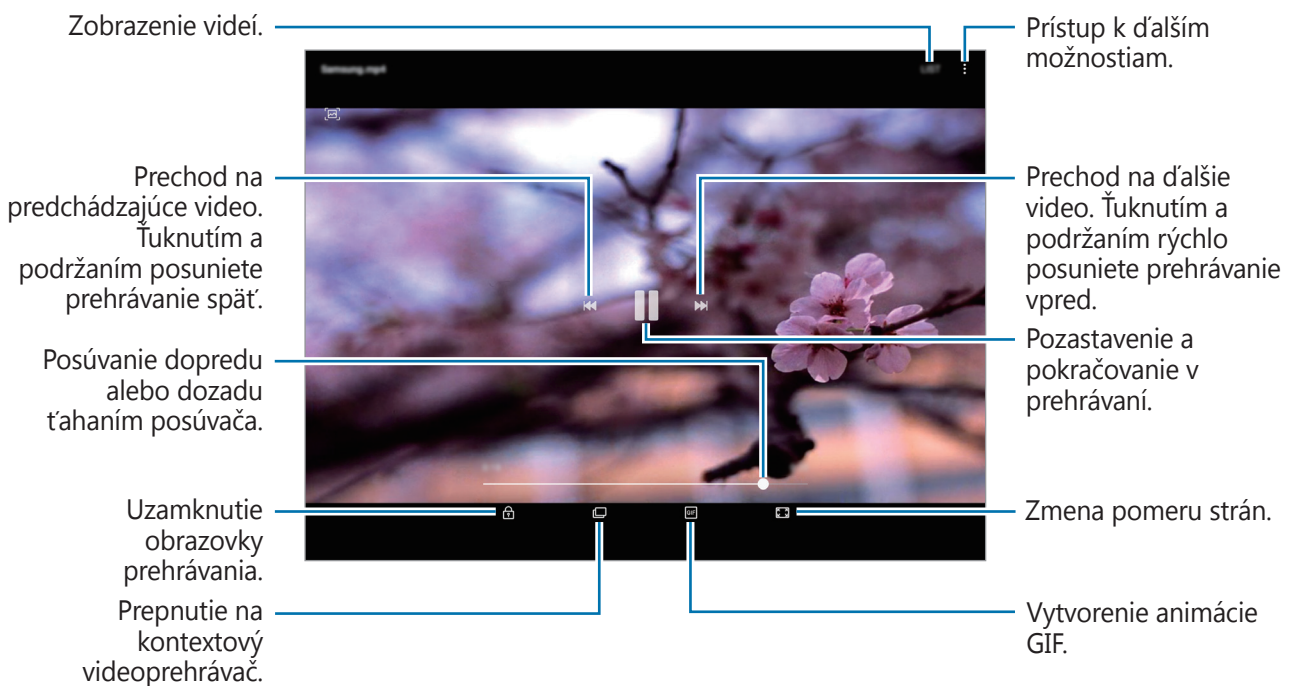 Zobrazenie videí.
Prístup k ďalším
možnostiam.
Samsung.mp4
LIST
Prechod na
predchádzajúce video.
Ťuknutím a
podržaním posuniete
prehrávanie späť.
Prechod na ďalšie
video. Ťuknutím a
podržaním rýchlo
posuniete prehrávanie
vpred.
Posúvanie dopredu
alebo dozadu
ťahaním posúvača.
Pozastavenie a
pokračovanie v
prehrávaní.
Uzamknutie
obrazovky
prehrávania.
GIF
Zmena pomeru strán.
Prepnutie na
kontextový
videoprehrávač.
Vytvorenie animácie
GIF.